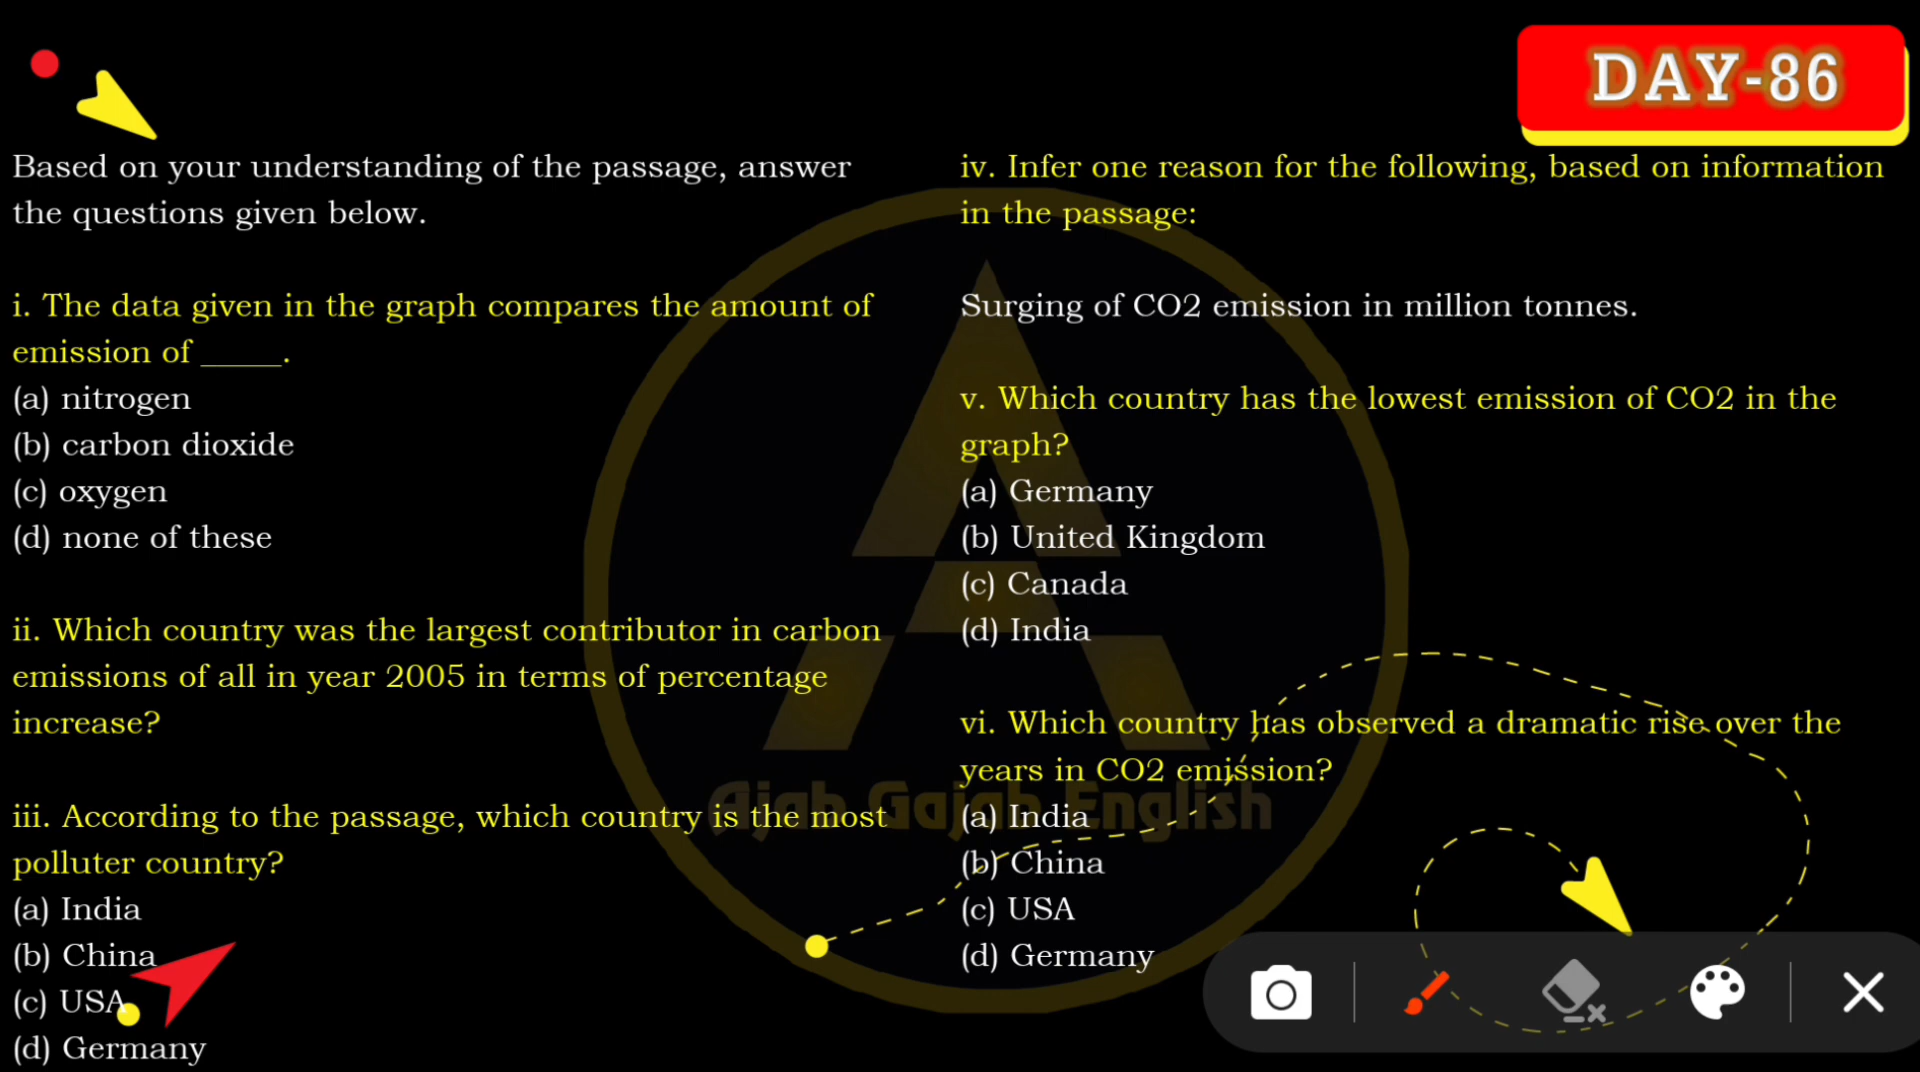 DAY-86
Based on your understanding of the passage, answer
the questions given below.
i. The data given in the graph compares the amount of
emission of _____.
(a) nitrogen
(b) carbon dioxide
(c) oxygen
(d) none of these
ii. Which country was the largest contributor in carbon
emissions of all in year 2005 in terms of percentage
increase?
iii. According to the passage, which country is the most
polluter country?
(a) India
(b) China
(c) USA
(d) Germany
iv. Infer one reason for the following, based on information
in the passage:
Surging of CO2 emission in million tonnes.
v. Which country has the lowest emission of CO2 in the
graph?
(a) Germany
(b) United Kingdom
(c) Canada
(d) India
vi. Which country has observed a dramatic rise over the
years in CO2 emission?
(a) India
(b) China
(c) USA
(d) Germany
Ajab Gajab English